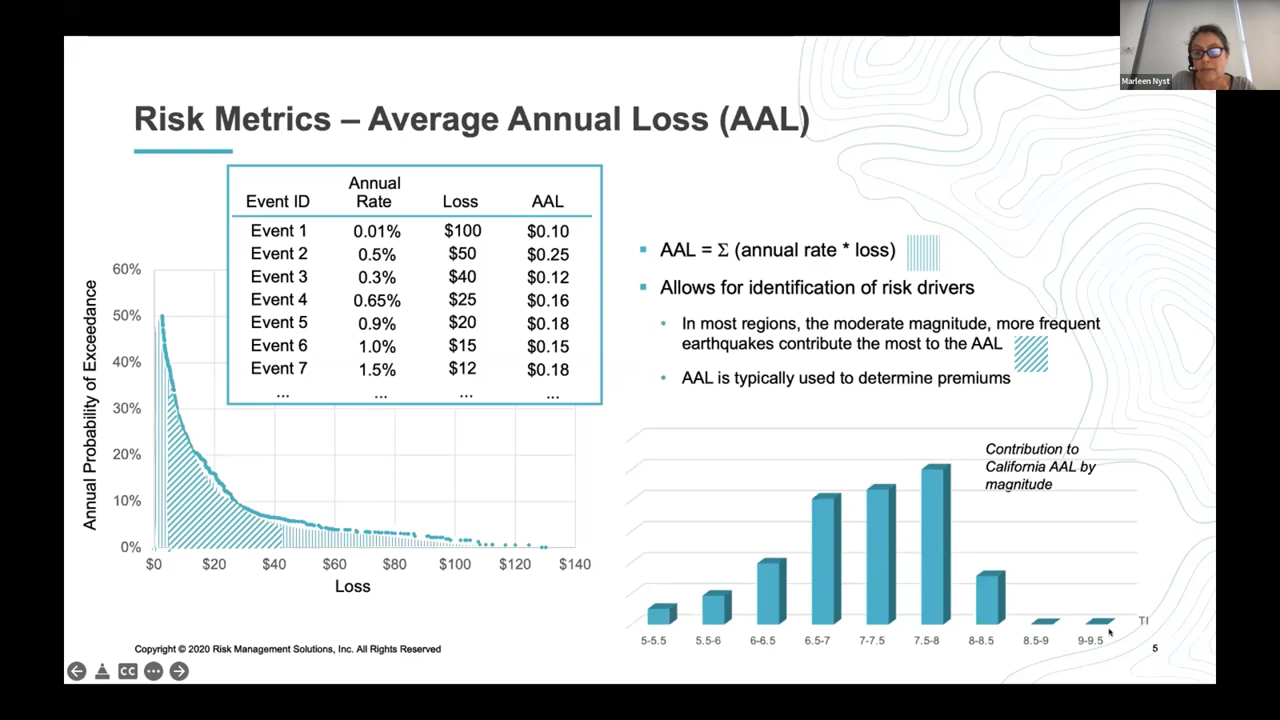 Marleen Nyst
Risk Metrics – Average Annual Loss (AAL)
Event ID Annual Rate Loss AAL
Event 1 0.01% $100 $0.10
Event 2 0.5% $50 $0.25
Event 3 0.3% $40 $0.12
Event 4 0.65% $25 $0.16
Event 5 0.9% $20 $0.18
Event 6 1.0% $15 $0.15
Event 7 1.5% $12 $0.18
... ... ... ...
Annual Probability of Exceedance
60%
50%
40%
30%
20%
10%
0%
$0 $20 $40 $60 $80 $100 $120 $140
Loss
AAL = Σ (annual rate * loss)
Allows for identification of risk drivers
In most regions, the moderate magnitude, more frequent
earthquakes contribute the most to the AAL
AAL is typically used to determine premiums
Contribution to
California AAL by
magnitude
5-5.5 5.5-6 6-6.5 6.5-7 7-7.5 7.5-8 8-8.5 8.5-9 9-9.5
TI
Copyright © 2020 Risk Management Solutions, Inc. All Rights Reserved
5
CC